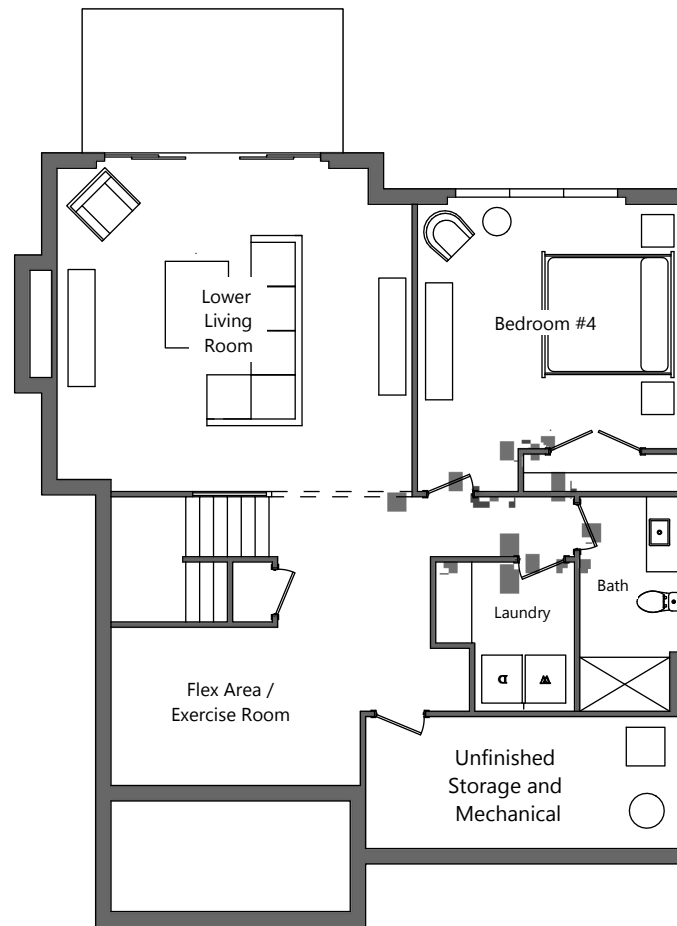 Lower
Living
Room
Bedroom #4
Bath
Laundry
D
W
Flex Area /
Exercise Room
Unfinished
Storage and
Mechanical